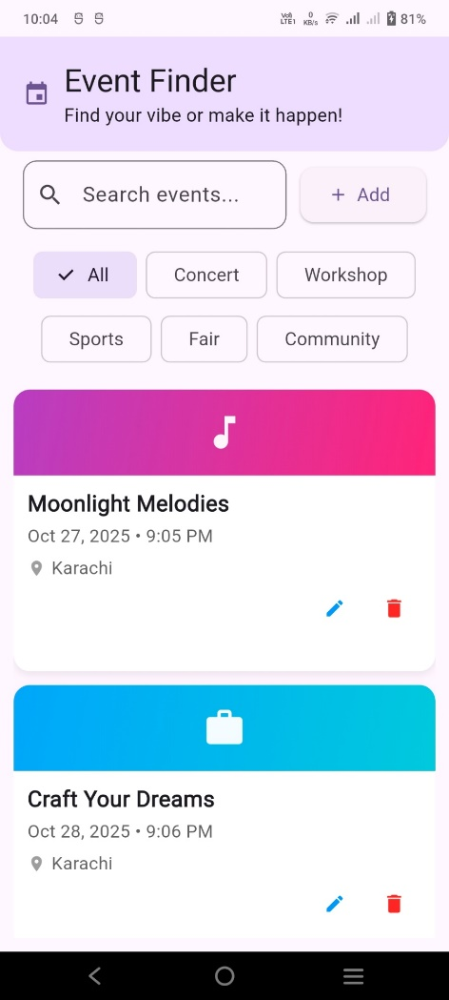 10:04
Vo) LTE1 0 KB/s 81%
Event Finder
Find your vibe or make it happen!
Search events...
+ Add
All Concert Workshop
Sports Fair Community
Moonlight Melodies
Oct 27, 2025 • 9:05 PM
Karachi
Craft Your Dreams
Oct 28, 2025 • 9:06 PM
Karachi